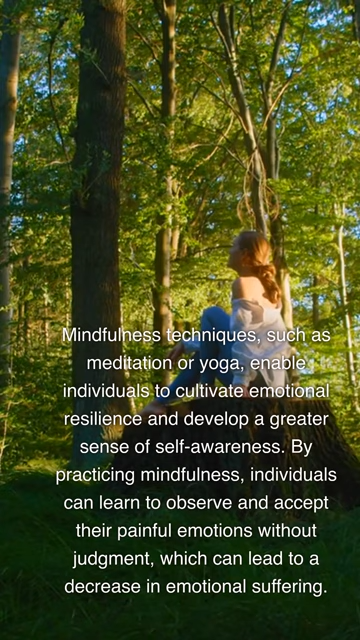 Mindfulness techniques, such as
meditation or yoga, enable
individuals to cultivate emotional
resilience and develop a greater
sense of self-awareness. By
practicing mindfulness, individuals
can learn to observe and accept
their painful emotions without
judgment, which can lead to a
decrease in emotional suffering.